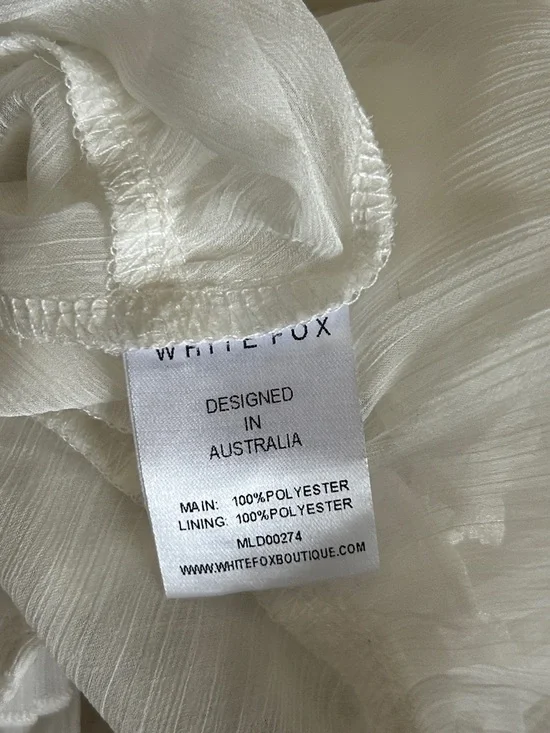 WHITE FOX
DESIGNED
IN
AUSTRALIA
MAIN: 100%POLYESTER
LINING: 100%POLYESTER
MLD00274
WWW.WHITEFOXBOUTIQUE.COM